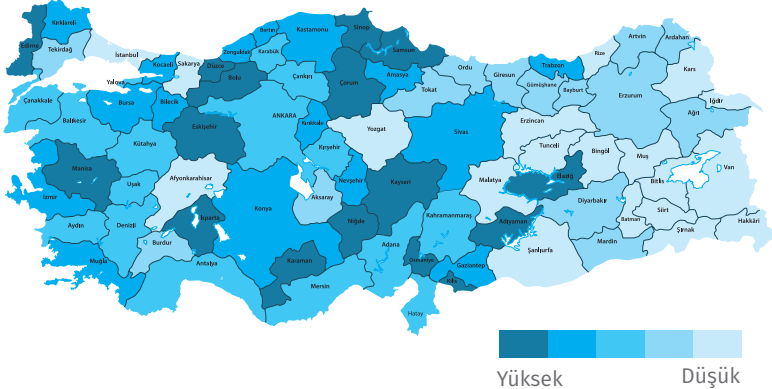 Kırklareli
Edirne
Tekirdağ
İstanbul
Kocaeli
Yalova
Sakarya
Düzce
Bolu
Zonguldak
Bartın
Karabük
Kastamonu
Sinop
Samsun
Çankırı
Çorum
Amasya
Tokat
Ordu
Giresun
Gümüşhane
Trabzon
Bayburt
Rize
Artvin
Ardahan
Kars
Iğdır
Ağrı
Erzurum
Erzincan
Çanakkale
Balıkesir
Bursa
Bilecik
Eskişehir
Kütahya
ANKARA
Kırıkkale
Kırşehir
Yozgat
Sivas
Tunceli
Bingöl
Muş
Bitlis
Van
Manisa
Uşak
Afyonkarahisar
İzmir
Aydın
Denizli
Isparta
Burdur
Muğla
Antalya
Konya
Aksaray
Nevşehir
Kayseri
Niğde
Karaman
Mersin
Adana
Kahramanmaraş
Malatya
Elazığ
Adıyaman
Diyarbakır
Batman
Siirt
Şırnak
Hakkâri
Mardin
Şanlıurfa
Gaziantep
Kilis
Osmaniye
Hatay
Yüksek
Düşük